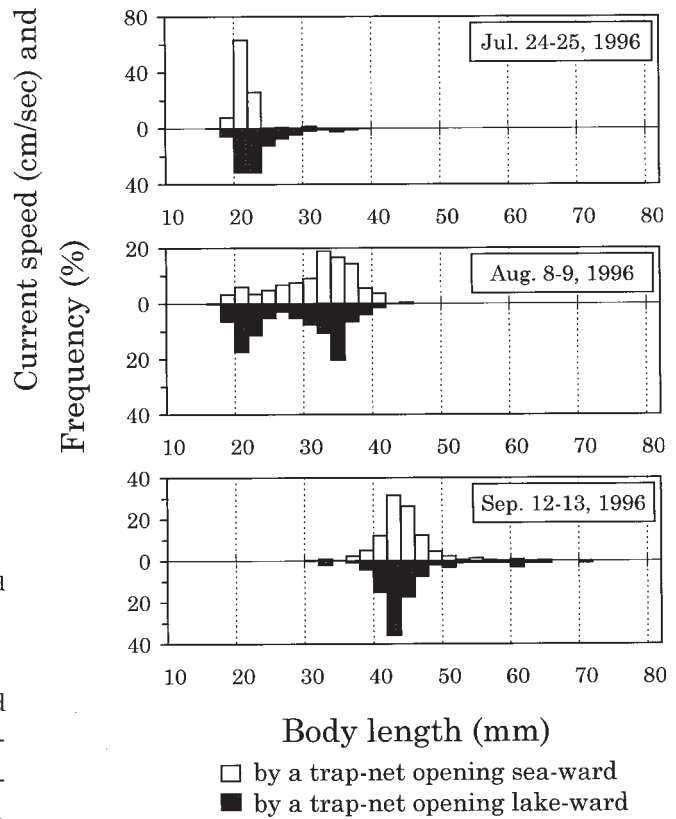 Current speed (cm/sec) and
Frequency (%)
80
40
0
40
Jul. 24-25, 1996
10 20 30 40 50 60 70 80
20
0
20
40
Aug. 8-9, 1996
10 20 30 40 50 60 70 80
40
20
0
20
40
Sep. 12-13, 1996
10 20 30 40 50 60 70 80
Body length (mm)
by a trap-net opening sea-ward
by a trap-net opening lake-ward